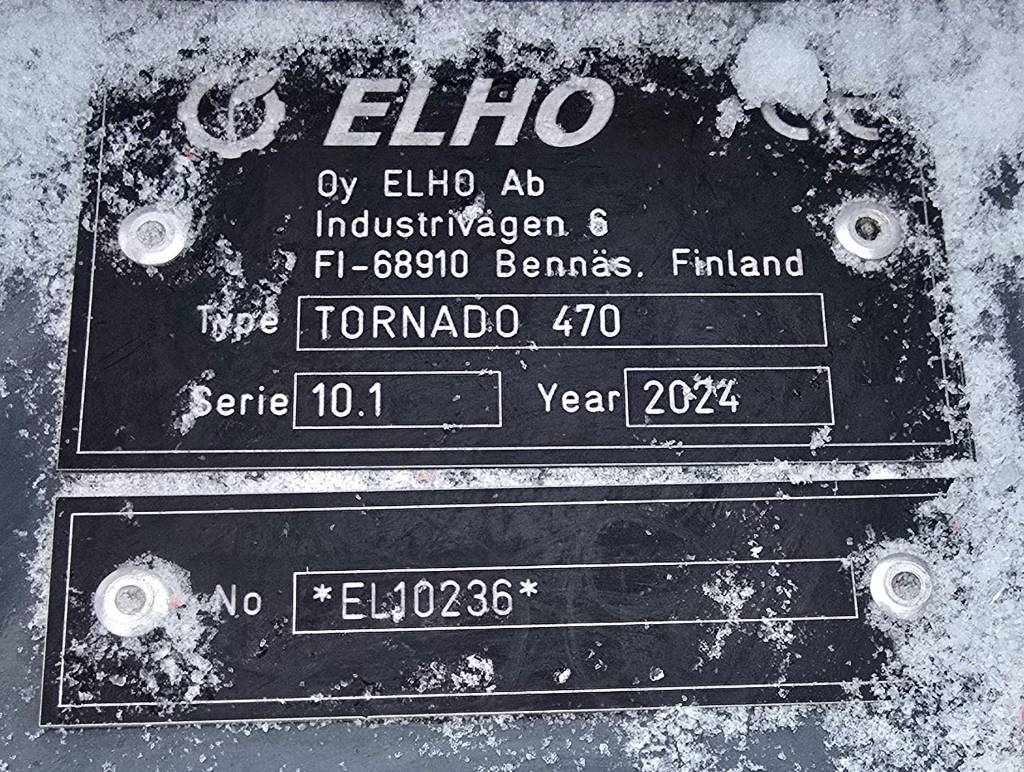 ELHO CE
Oy ELHO Ab
Industrivägen 6
FI-68910 Bennäs, Finland
Type TORNADO 470
Serie 10.1 Year 2024
No *EL10236*